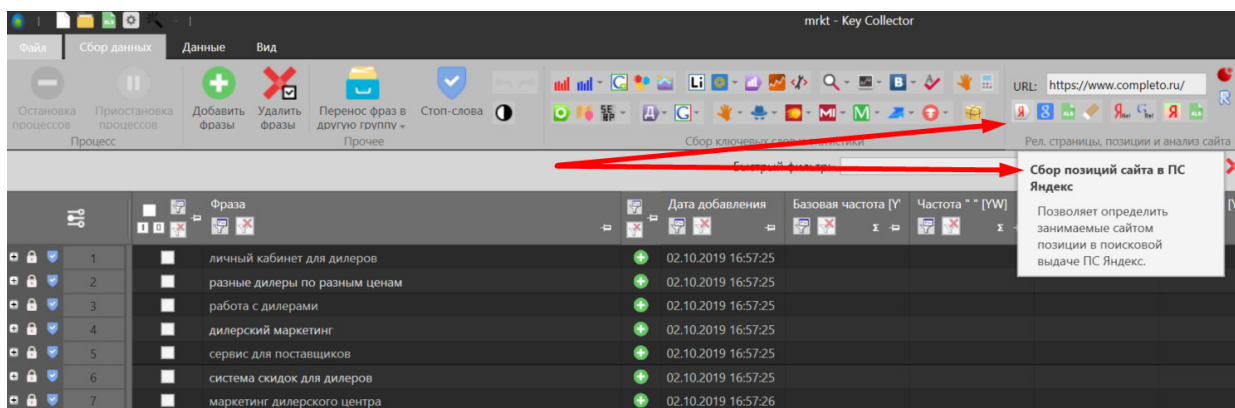 mrkt - Key Collector
Файл Сбор данных Данные Вид
URL: https://www.completo.ru/
Остановка процессов
Приостановка процессов
Добавить фразы
Удалить фразы
Перенос фраз в другую группу
Стоп-слова
Процесс
Прочее
Сбор ключевых слов и статистики
Рел. страницы, позиции и анализ сайта
Быстрый фильтр:
Сбор позиций сайта в ПС
Яндекс
Позволяет определить
занимаемые сайтом
позиции в поисковой
выдаче ПС Яндекс.
Фраза Дата добавления Базовая частота [Y Частота " " [YW]
1 личный кабинет для дилеров 02.10.2019 16:57:25
2 разные дилеры по разным ценам 02.10.2019 16:57:25
3 работа с дилерами 02.10.2019 16:57:25
4 дилерский маркетинг 02.10.2019 16:57:25
5 сервис для поставщиков 02.10.2019 16:57:25
6 система скидок для дилеров 02.10.2019 16:57:25
7 маркетинг дилерского центра 02.10.2019 16:57:26